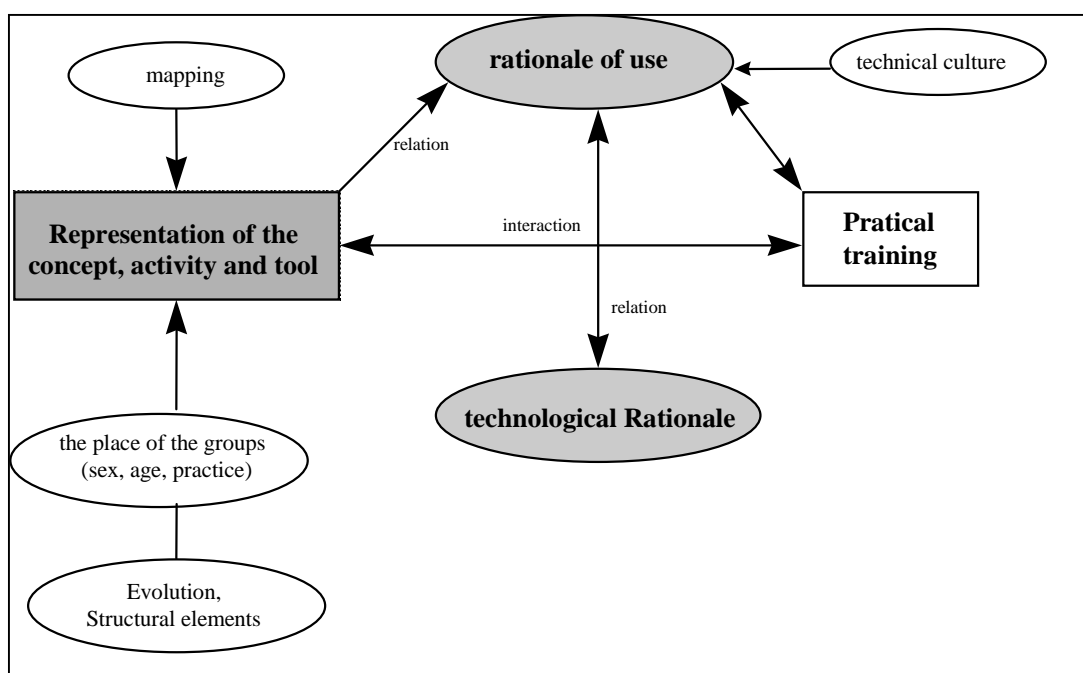 rationale of use
technical culture
mapping
relation
Representation of the
concept, activity and tool
interaction
Pratical
training
relation
technological Rationale
the place of the groups
(sex, age, practice)
Evolution,
Structural elements